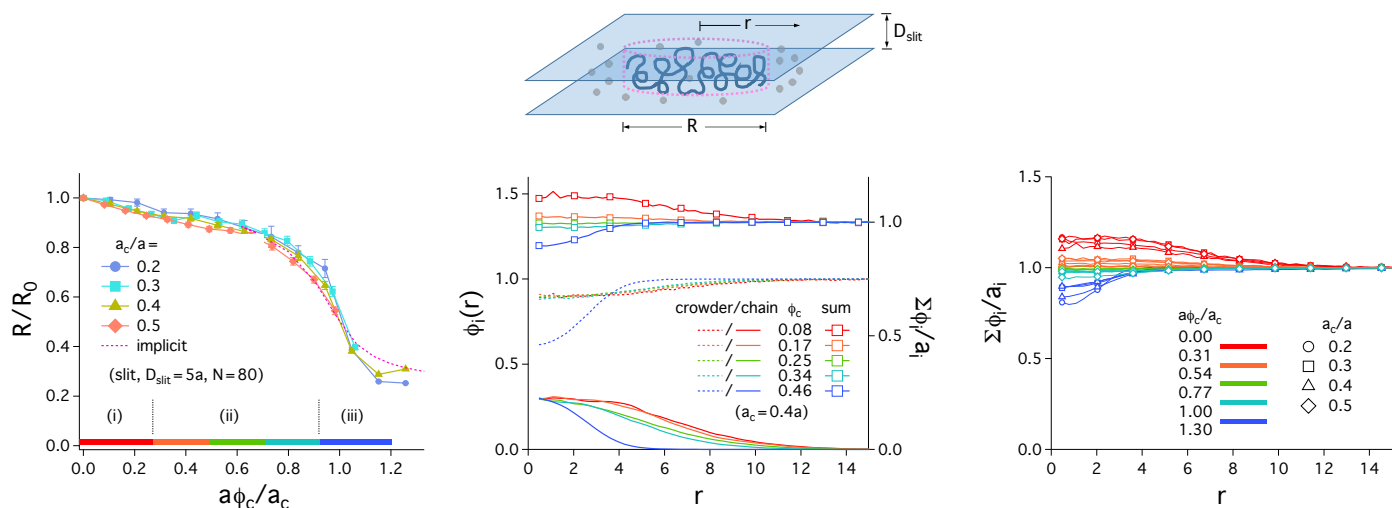 r
D_slit
R
R/R₀
1.0
0.8
0.6
0.4
0.2
0.0
a_c/a =
0.2
0.3
0.4
0.5
implicit
(slit, D_slit=5a, N=80)
(i)
(ii)
(iii)
0.0
0.2
0.4
0.6
0.8
1.0
1.2
aϕ_c/a_c
ϕ_i(r)
1.5
1.0
0.5
0.0
crowder/chain ϕ_c sum
/ 0.08
/ 0.17
/ 0.25
/ 0.34
/ 0.46
(a_c=0.4a)
1.0
0.5
0.0
Σϕ_i/a_i
0
2
4
6
8
10
12
14
r
Σϕ_i/a_i
1.5
1.0
0.5
0.0
aϕ_c/a_c
0.00
0.31
0.54
0.77
1.00
1.30
a_c/a
0.2
0.3
0.4
0.5
0
2
4
6
8
10
12
14
r